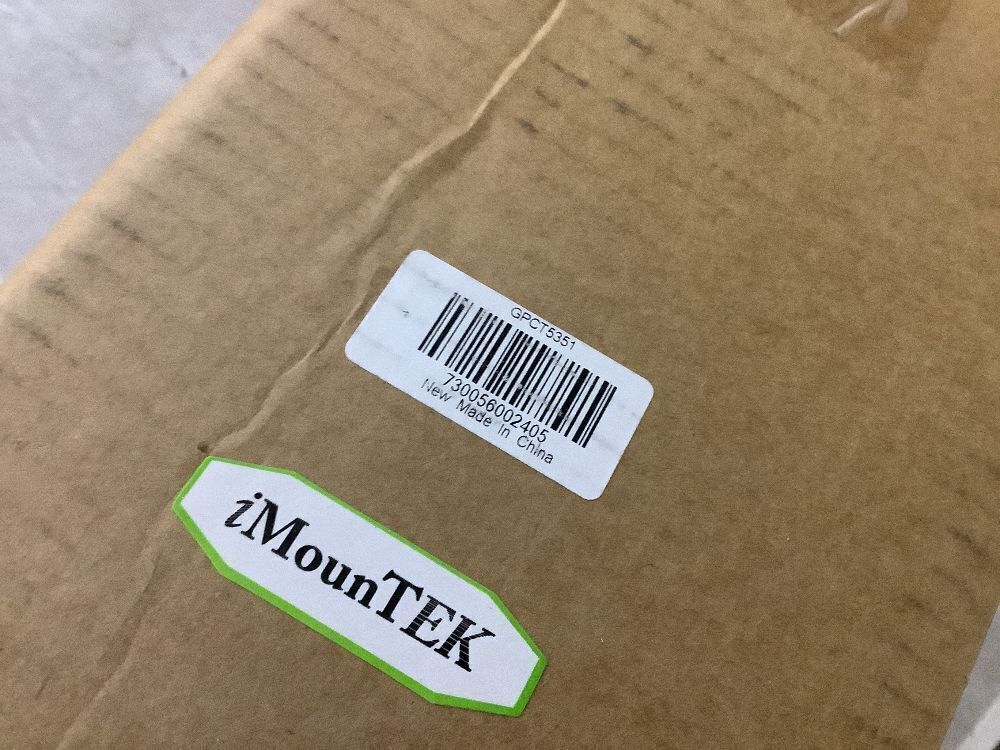 GPCT5351
730056002405
New Made In China
iMounTEK